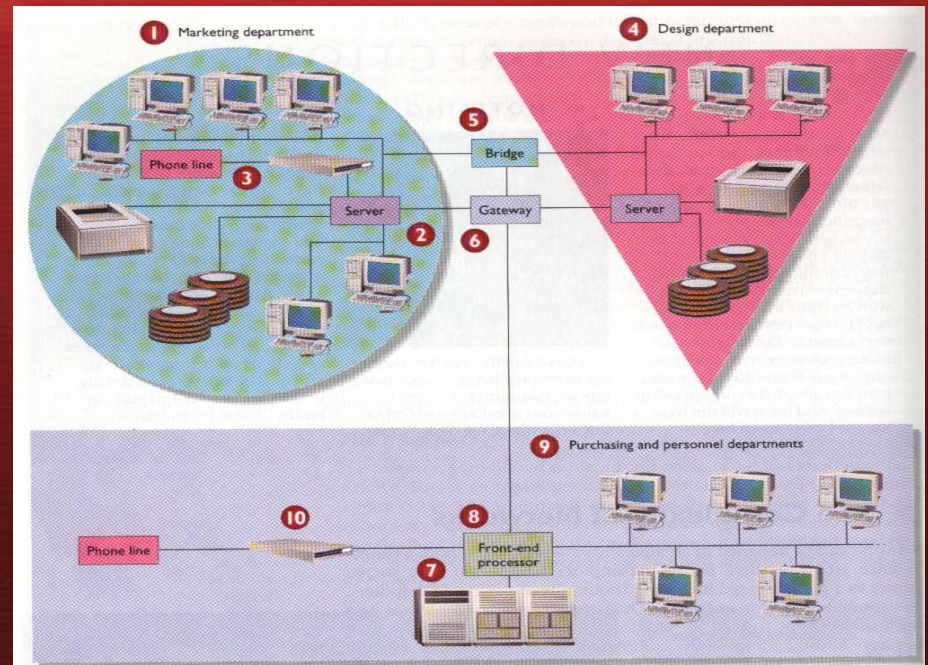 1 Marketing department
4 Design department
5
Bridge
Phone line
3
Server
2
Gateway
6
Server
9 Purchasing and personnel departments
10
8
Phone line
Front-end
processor
7